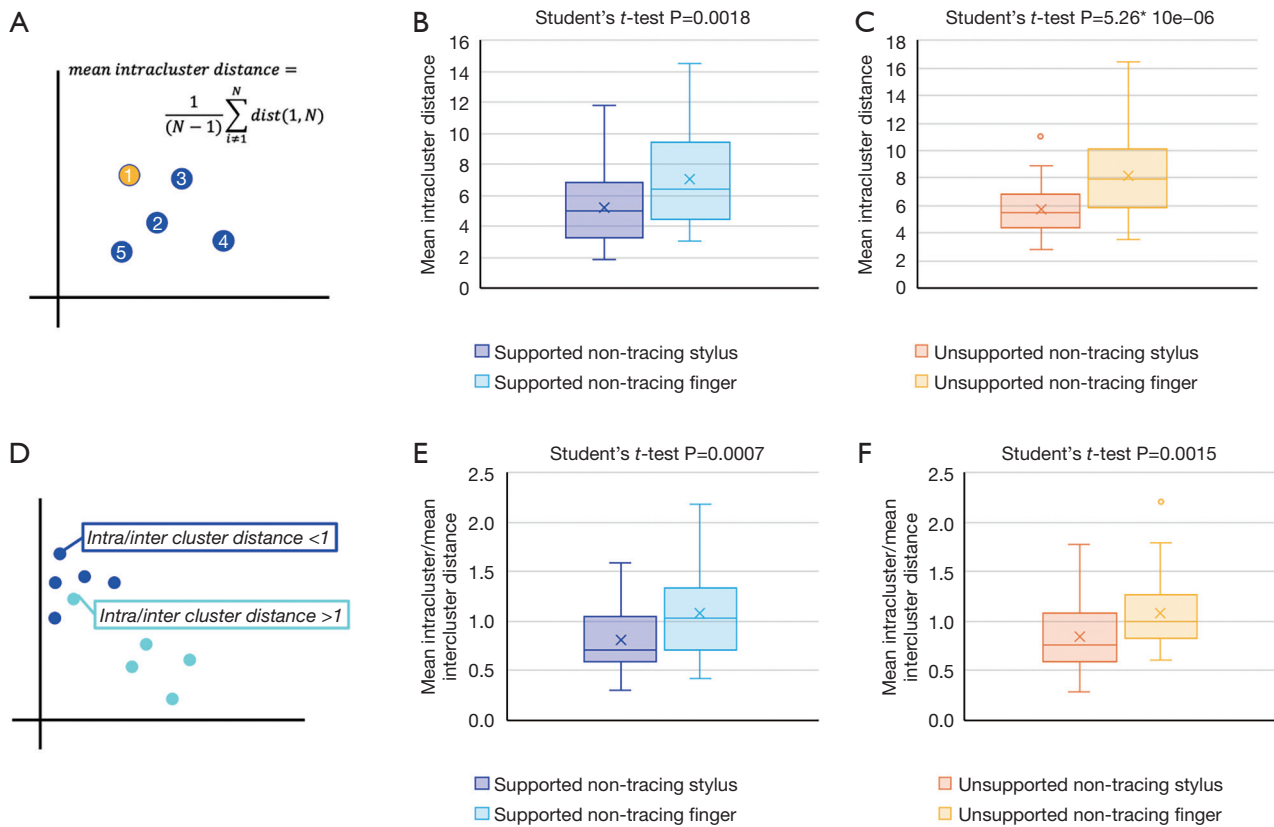 A
mean intracluster distance =
1
(N − 1)
N
∑
i≠1
dist(1, N)
1
3
2
5
4
B
Student's t-test P=0.0018
Mean intracluster distance
16
14
12
10
8
6
4
2
0
Supported non-tracing stylus
Supported non-tracing finger
C
Student's t-test P=5.26* 10e−06
Mean intracluster distance
18
16
14
12
10
8
6
4
2
0
Unsupported non-tracing stylus
Unsupported non-tracing finger
D
Intra/inter cluster distance <1
Intra/inter cluster distance >1
E
Student's t-test P=0.0007
Mean intracluster/mean
intercluster distance
2.5
2.0
1.5
1.0
0.5
0.0
Supported non-tracing stylus
Supported non-tracing finger
F
Student's t-test P=0.0015
Mean intracluster/mean
intercluster distance
2.5
2.0
1.5
1.0
0.5
0.0
Unsupported non-tracing stylus
Unsupported non-tracing finger